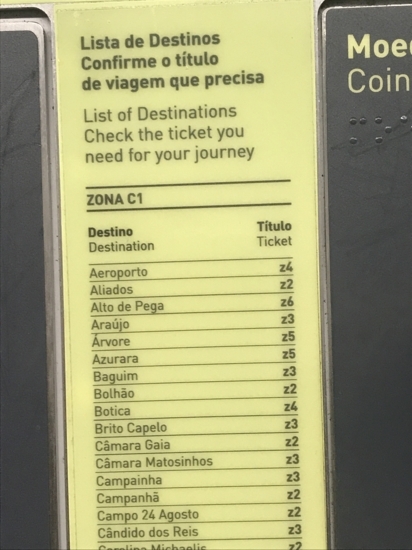 Lista de Destinos
Confirme o título
de viagem que precisa
List of Destinations
Check the ticket you
need for your journey
ZONA C1
Destino Título
Destination Ticket
Aeroporto z4
Aliados z2
Alto de Pega z6
Araújo z3
Árvore z5
Azurara z5
Baguim z3
Bolhão z2
Botica z4
Brito Capelo z3
Câmara Gaia z2
Câmara Matosinhos z3
Campainha z3
Campanhã z2
Campo 24 Agosto z2
Cândido dos Reis z3
Carolina Michaelis z2
Moe
Coin